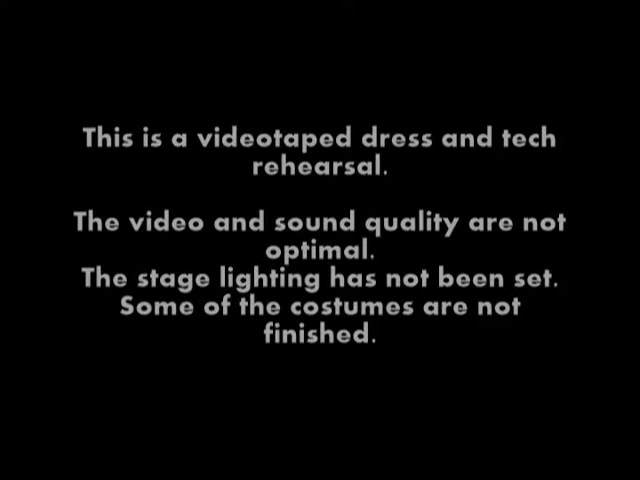 This is a videotaped dress and tech
rehearsal.
The video and sound quality are not
optimal.
The stage lighting has not been set.
Some of the costumes are not
finished.